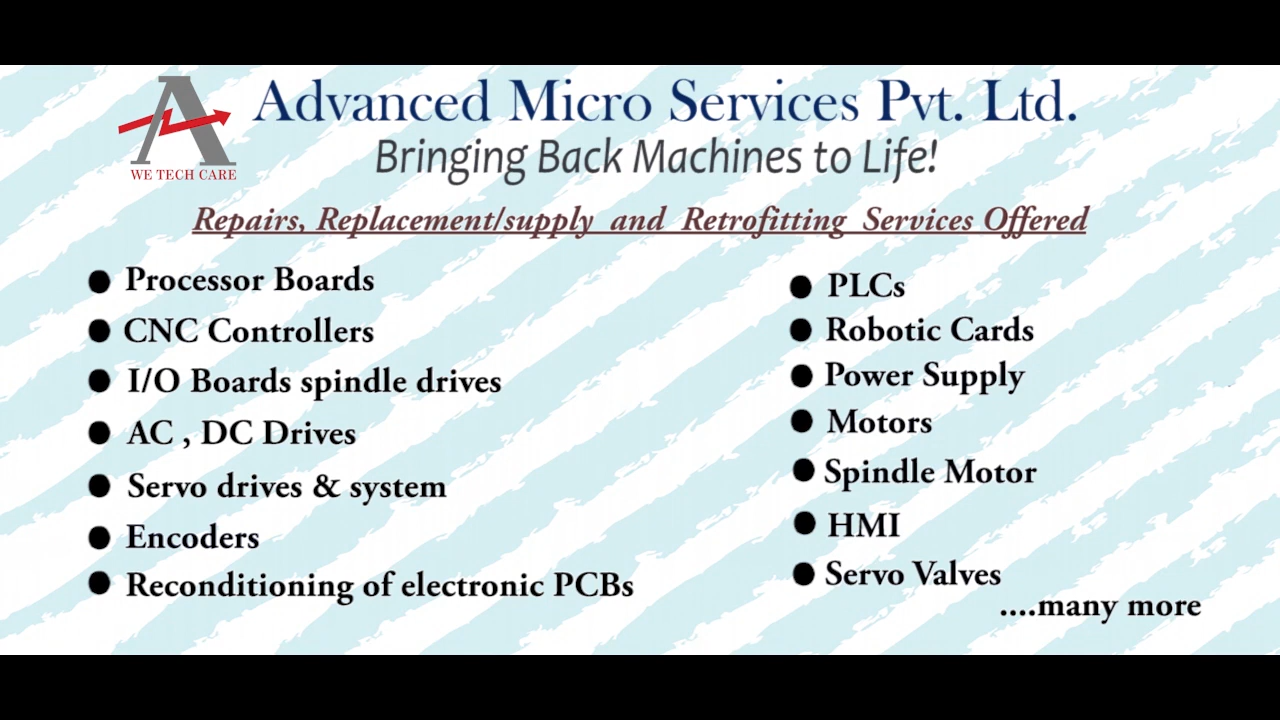 Advanced Micro Services Pvt. Ltd.
WE TECH CARE
Bringing Back Machines to Life!
Repairs, Replacement/supply and Retrofitting Services Offered
Processor Boards
CNC Controllers
I/O Boards spindle drives
AC , DC Drives
Servo drives & system
Encoders
Reconditioning of electronic PCBs
PLCs
Robotic Cards
Power Supply
Motors
Spindle Motor
HMI
Servo Valves
....many more